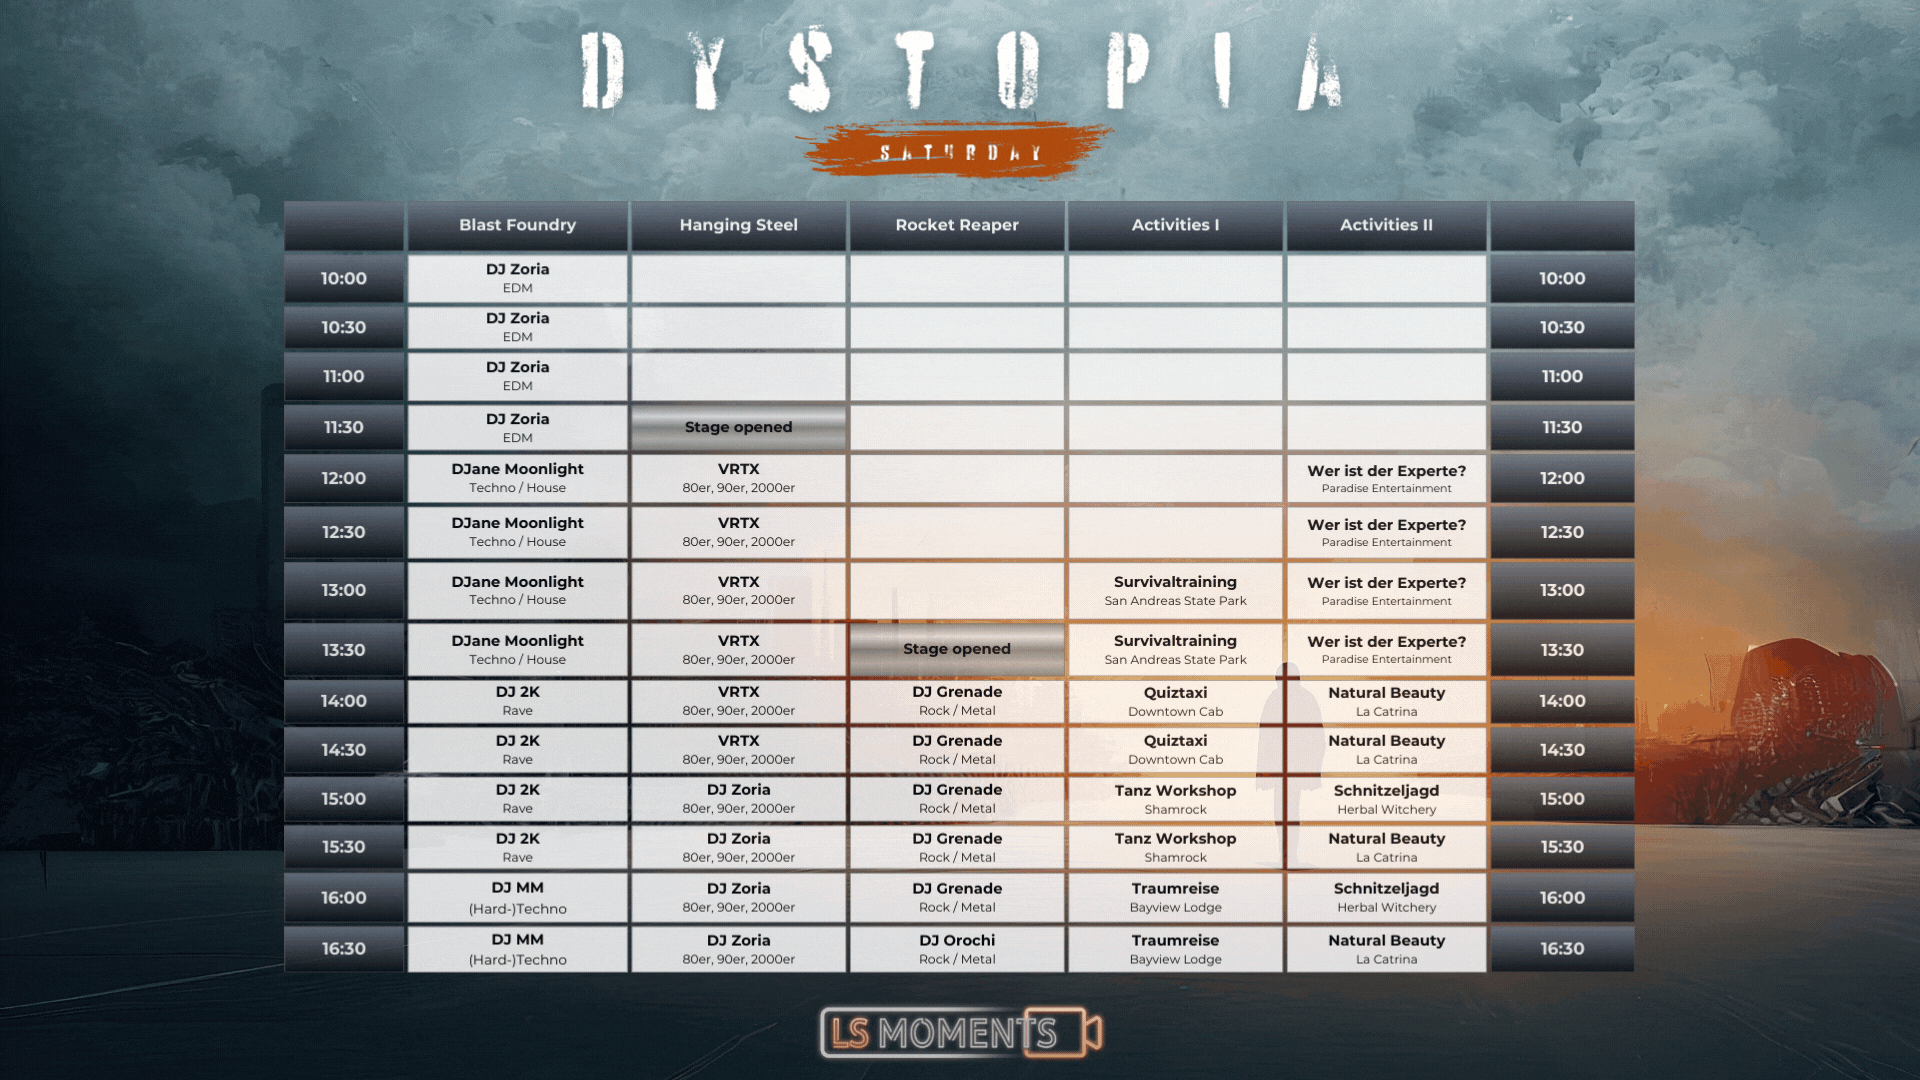 DYSTOPIA
SATURDAY
Blast Foundry Hanging Steel Rocket Reaper Activities I Activities II
10:00 DJ Zoria 10:00
EDM
10:30 DJ Zoria 10:30
EDM
11:00 DJ Zoria 11:00
EDM
11:30 DJ Zoria Stage opened 11:30
EDM
12:00 DJane Moonlight VRTX Wer ist der Experte? 12:00
Techno / House 80er, 90er, 2000er Paradise Entertainment
12:30 DJane Moonlight VRTX Wer ist der Experte? 12:30
Techno / House 80er, 90er, 2000er Paradise Entertainment
13:00 DJane Moonlight VRTX Survivaltraining Wer ist der Experte? 13:00
Techno / House 80er, 90er, 2000er San Andreas State Park Paradise Entertainment
13:30 DJane Moonlight VRTX Stage opened Survivaltraining Wer ist der Experte? 13:30
Techno / House 80er, 90er, 2000er San Andreas State Park Paradise Entertainment
14:00 DJ 2K VRTX DJ Grenade Quiztaxi Natural Beauty 14:00
Rave 80er, 90er, 2000er Rock / Metal Downtown Cab La Catrina
14:30 DJ 2K VRTX DJ Grenade Quiztaxi Natural Beauty 14:30
Rave 80er, 90er, 2000er Rock / Metal Downtown Cab La Catrina
15:00 DJ 2K DJ Zoria DJ Grenade Tanz Workshop Schnitzeljagd 15:00
Rave 80er, 90er, 2000er Rock / Metal Shamrock Herbal Witchery
15:30 DJ 2K DJ Zoria DJ Grenade Tanz Workshop Natural Beauty 15:30
Rave 80er, 90er, 2000er Rock / Metal Shamrock La Catrina
16:00 DJ MM DJ Zoria DJ Grenade Traumreise Schnitzeljagd 16:00
(Hard-)Techno 80er, 90er, 2000er Rock / Metal Bayview Lodge Herbal Witchery
16:30 DJ MM DJ Zoria DJ Orochi Traumreise Natural Beauty 16:30
(Hard-)Techno 80er, 90er, 2000er Rock / Metal Bayview Lodge La Catrina
LS MOMENTS